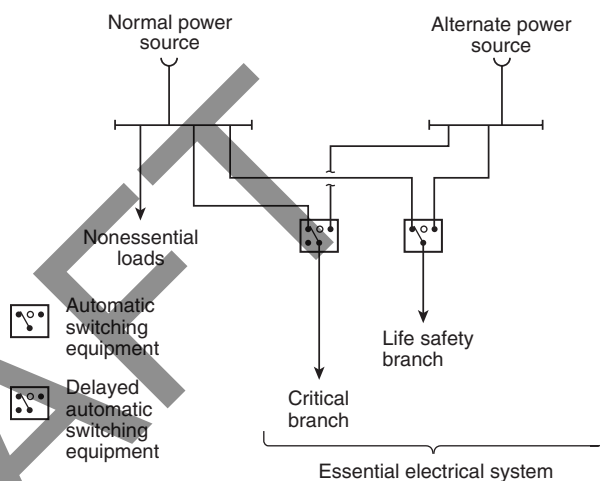 Normal power
source
Alternate power
source
Nonessential
loads
Automatic
switching
equipment
Life safety
branch
Delayed
automatic
switching
equipment
Critical
branch
Essential electrical system